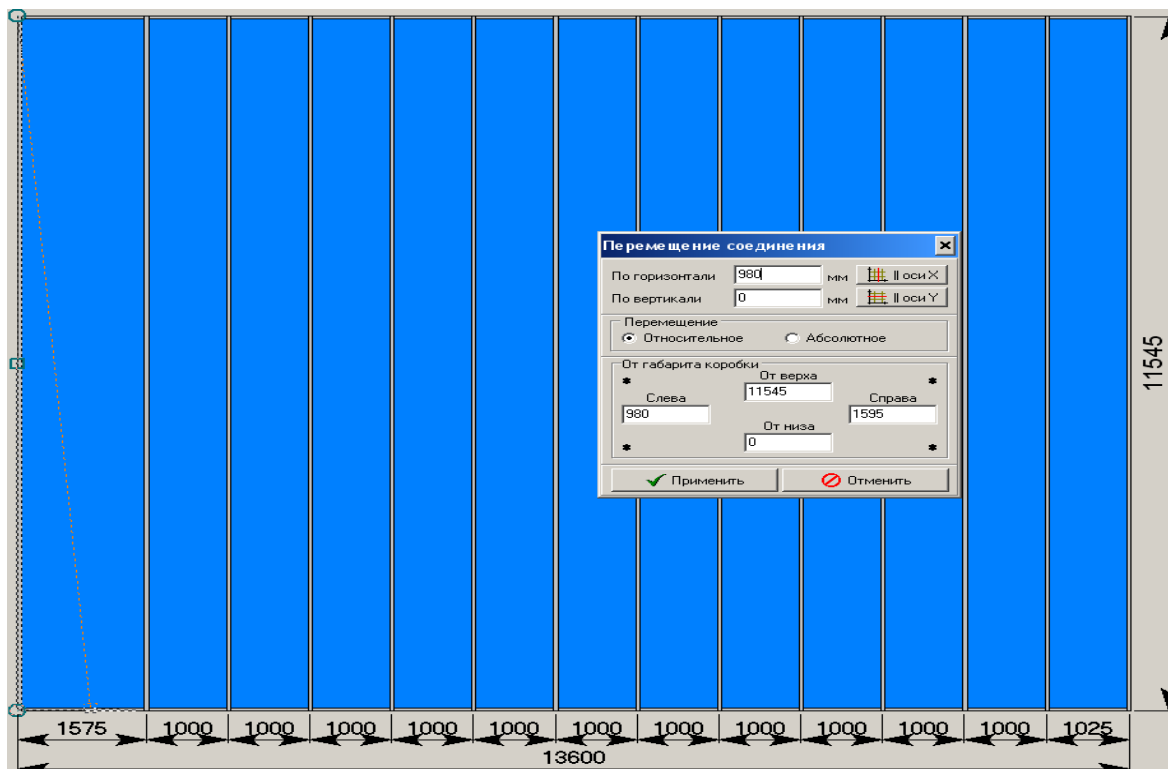 Перемещение соединения
По горизонтали 980 мм || оси X
По вертикали 0 мм || оси Y
Перемещение
Относительное Абсолютное
От габарита коробки
* От верха *
11545
Слева Справа
980 1595
От низа
* 0 *
Применить Отменить
11545
1575 1000 1000 1000 1000 1000 1000 1000 1000 1000 1000 1000 1025
13600